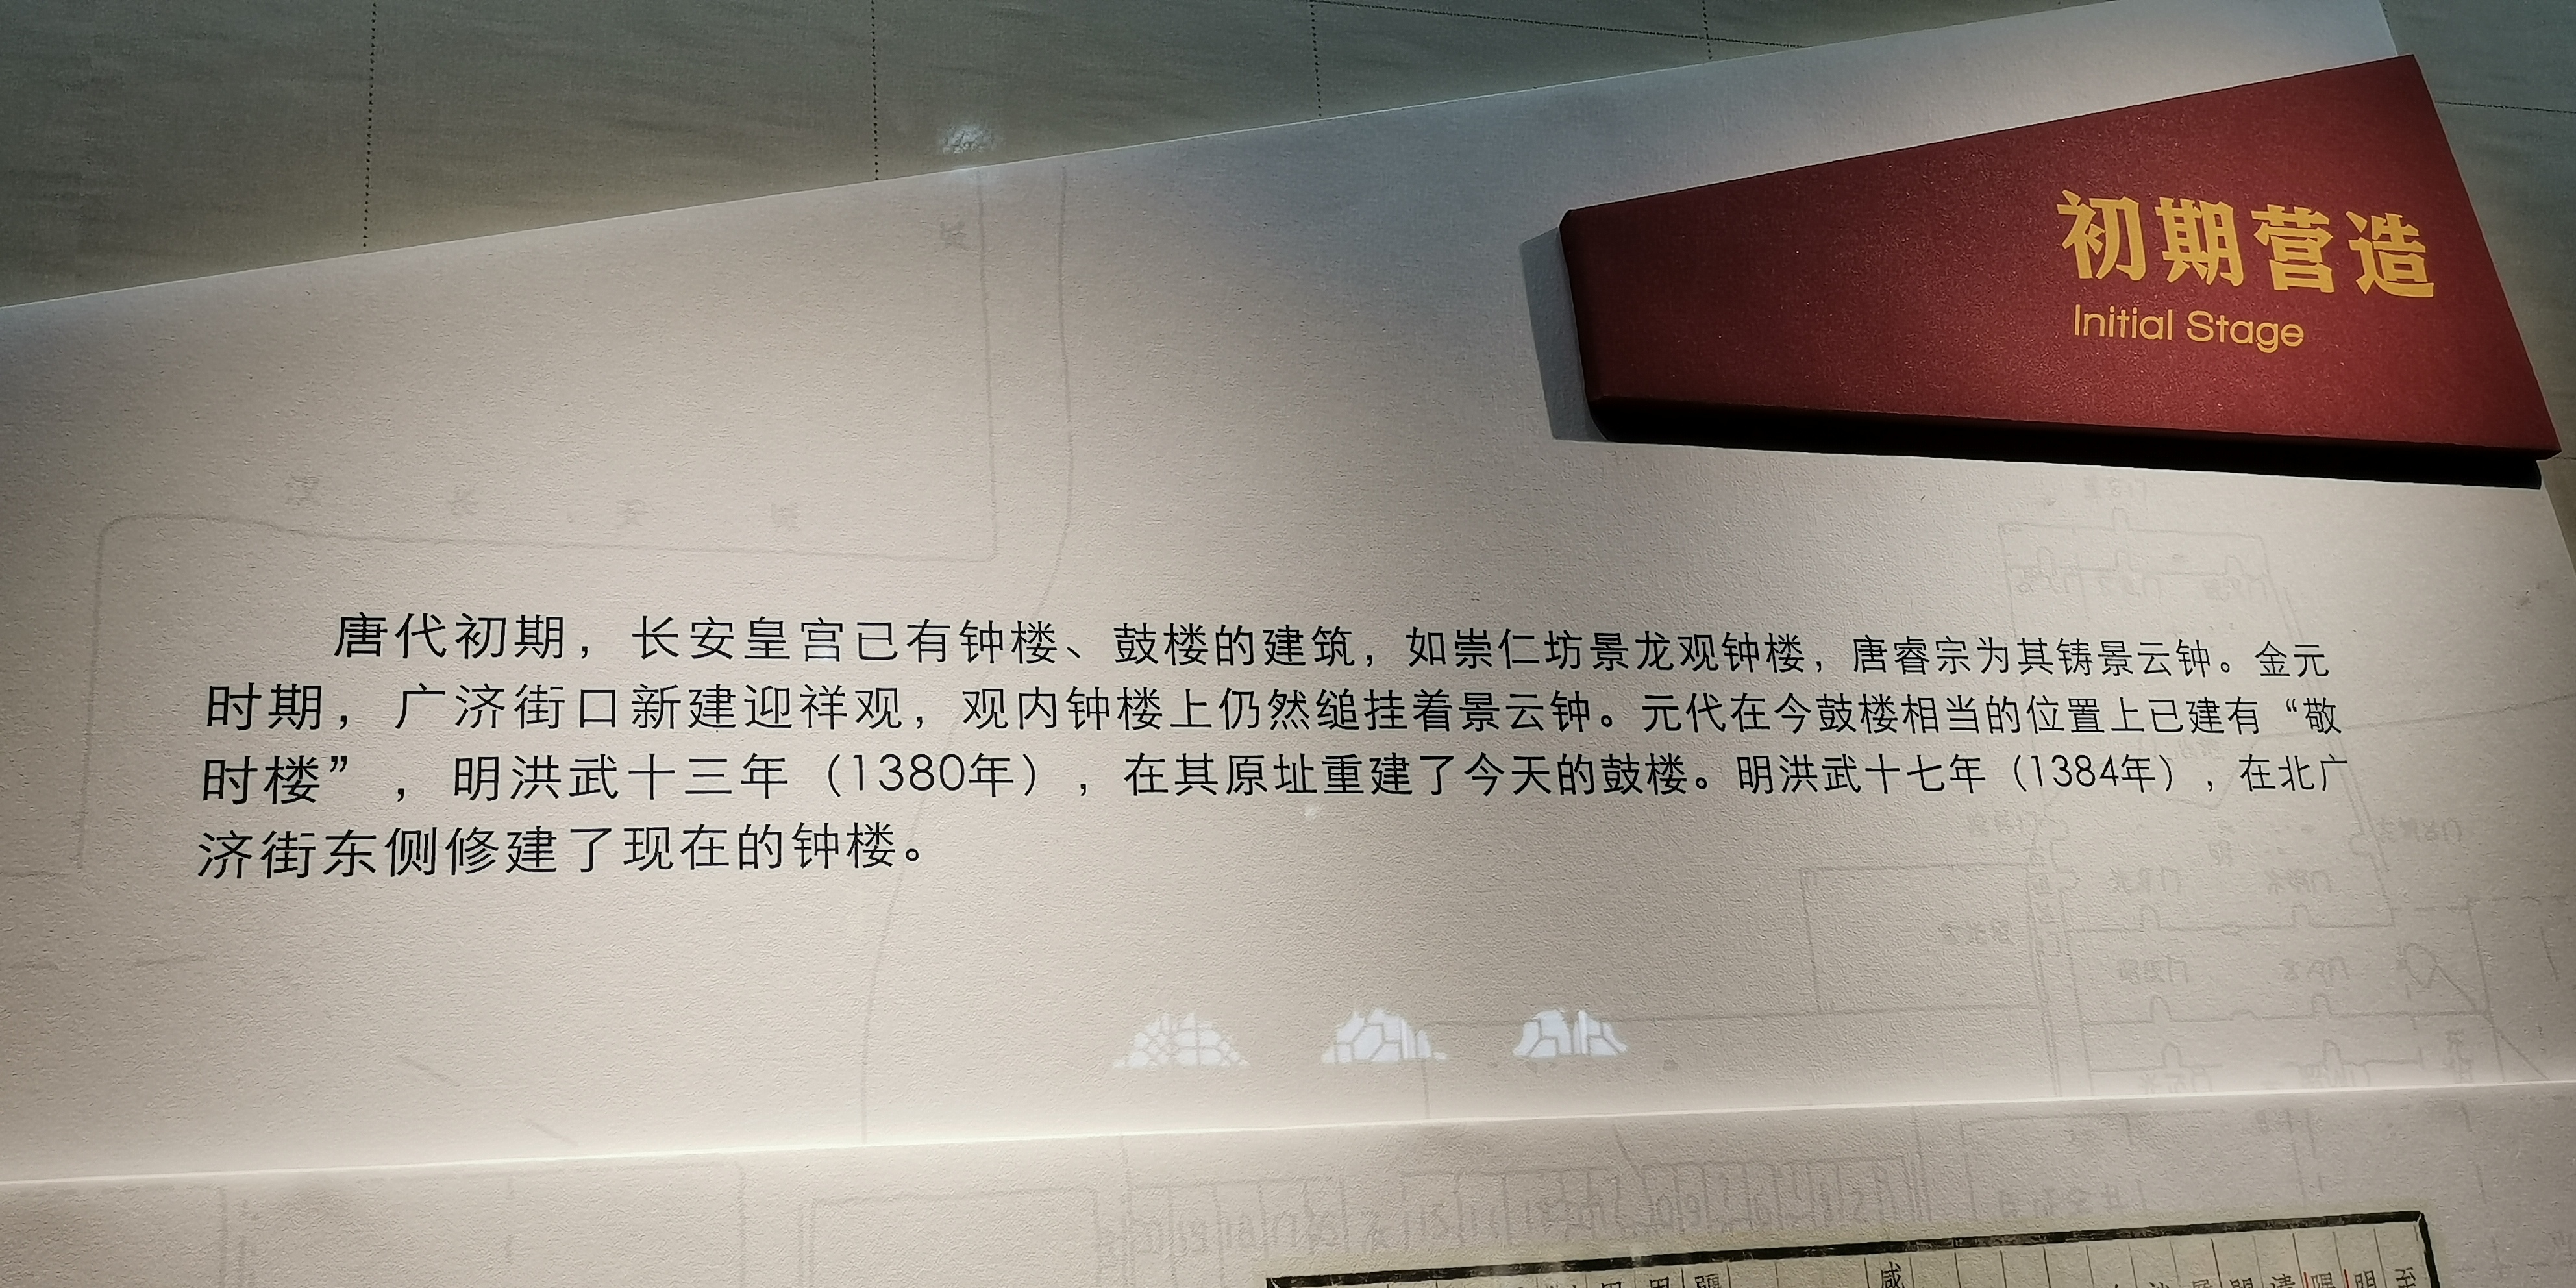 初期营造
Initial Stage
唐代初期，长安皇宫已有钟楼、鼓楼的建筑，如崇仁坊景龙观钟楼，唐睿宗为其铸景云钟。金元
时期，广济街口新建迎祥观，观内钟楼上仍然缒挂着景云钟。元代在今鼓楼相当的位置上已建有“敬
时楼”，明洪武十三年（1380年），在其原址重建了今天的鼓楼。明洪武十七年（1384年），在北广
济街东侧修建了现在的钟楼。
汉长安城